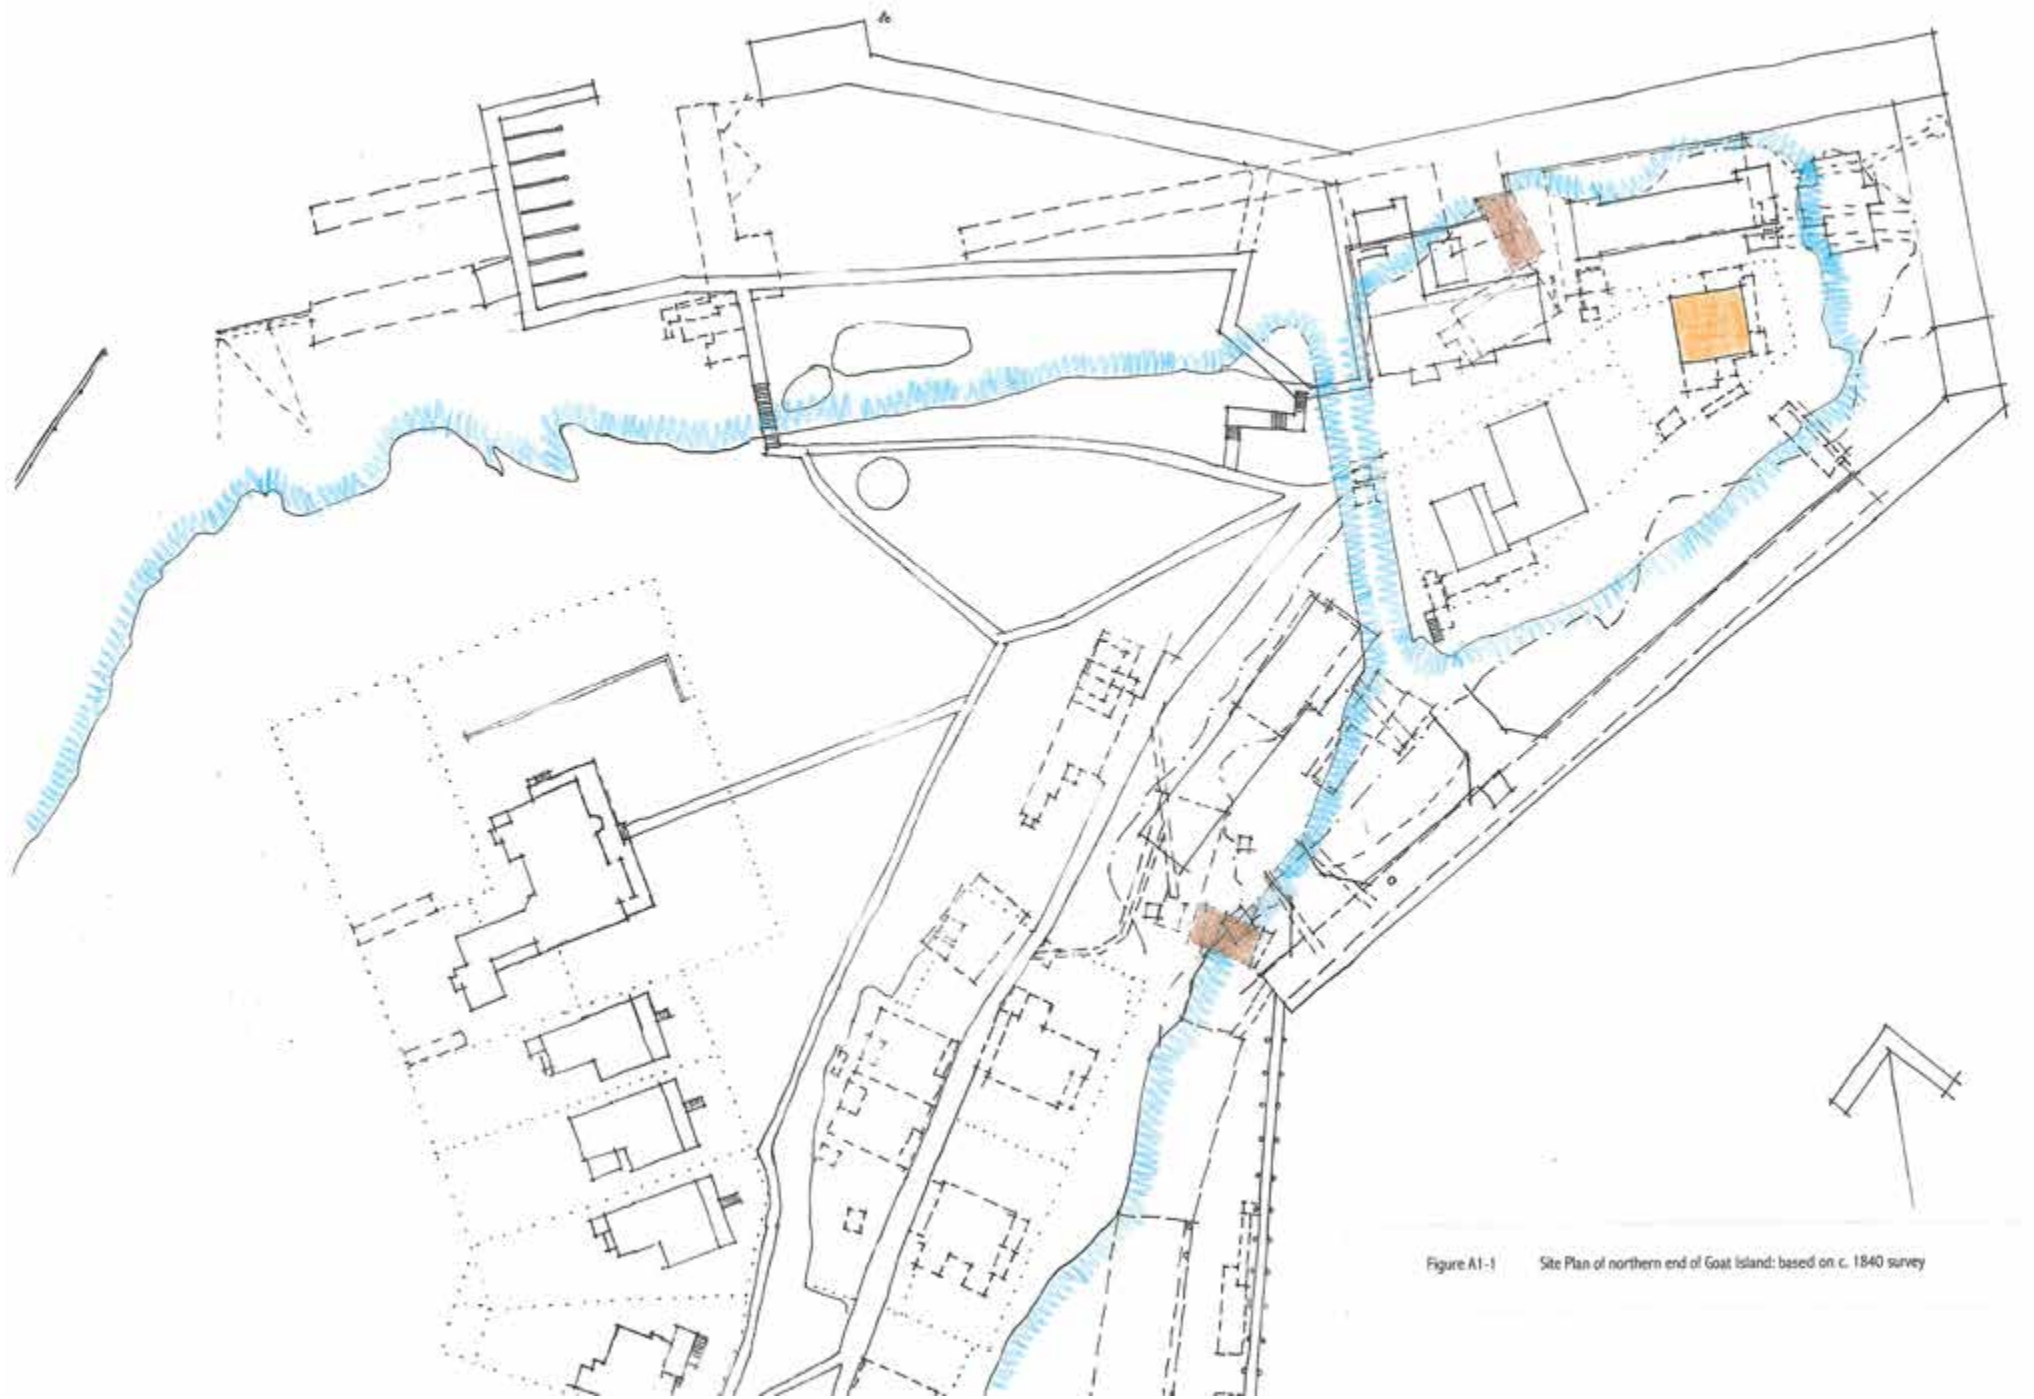 Figure A1-1 Site Plan of northern end of Goat Island: based on c. 1840 survey